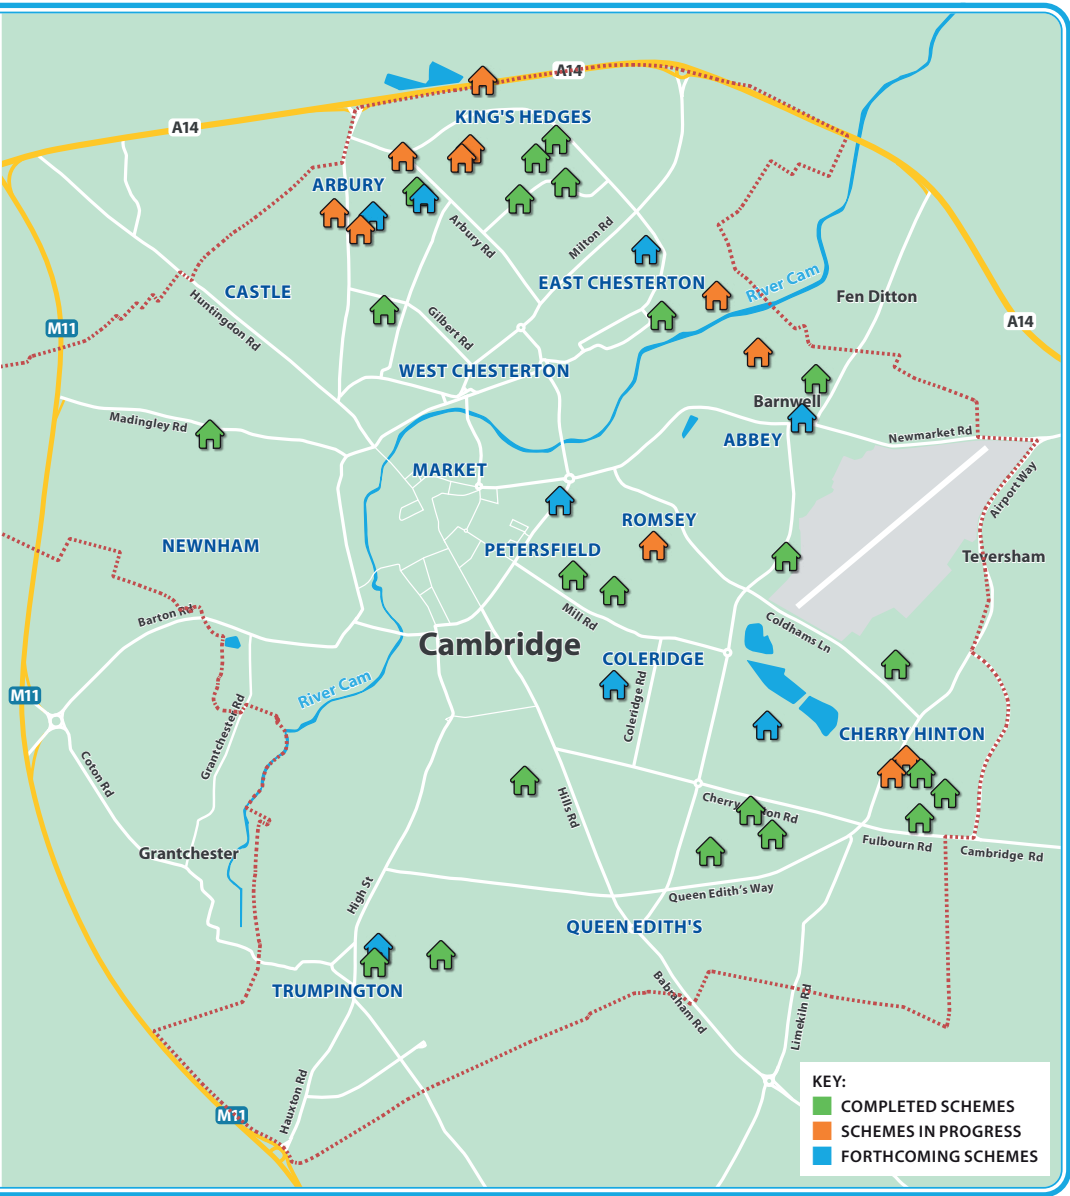 A14
KING'S HEDGES
A14
ARBURY
Arbury Rd
Milton Rd
EAST CHESTERTON
River Cam
CASTLE
Fen Ditton
Huntingdon Rd
Gilbert Rd
M11
A14
WEST CHESTERTON
Barnwell
Madingley Rd
ABBEY
Newmarket Rd
MARKET
Airport Way
ROMSEY
NEWNHAM
PETERSFIELD
Teversham
Barton Rd
Mill Rd
Coldhams Ln
Cambridge
COLERIDGE
River Cam
M11
Coleridge Rd
Grantchester Rd
CHERRY HINTON
Coton Rd
Hills Rd
Cherry on Rd
Fulbourn Rd
Cambridge Rd
Grantchester
High St
Queen Edith's Way
QUEEN EDITH'S
TRUMPINGTON
Babraham Rd
Limekiln Rd
Hauxton Rd
M11
KEY:
COMPLETED SCHEMES
SCHEMES IN PROGRESS
FORTHCOMING SCHEMES